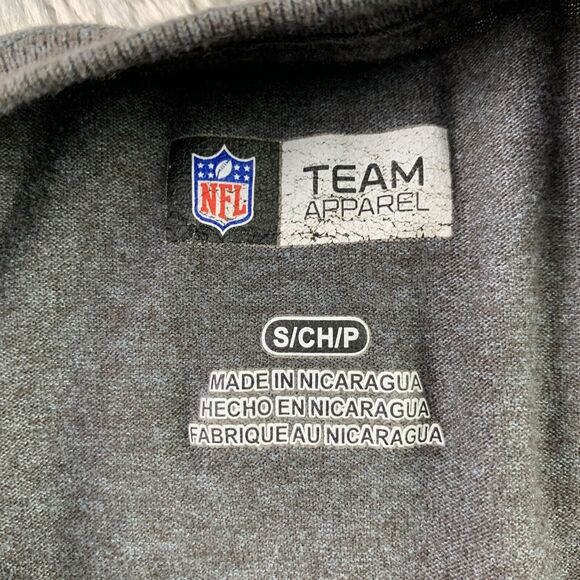 NFL
TEAM
APPAREL
S/CH/P
MADE IN NICARAGUA
HECHO EN NICARAGUA
FABRIQUE AU NICARAGUA